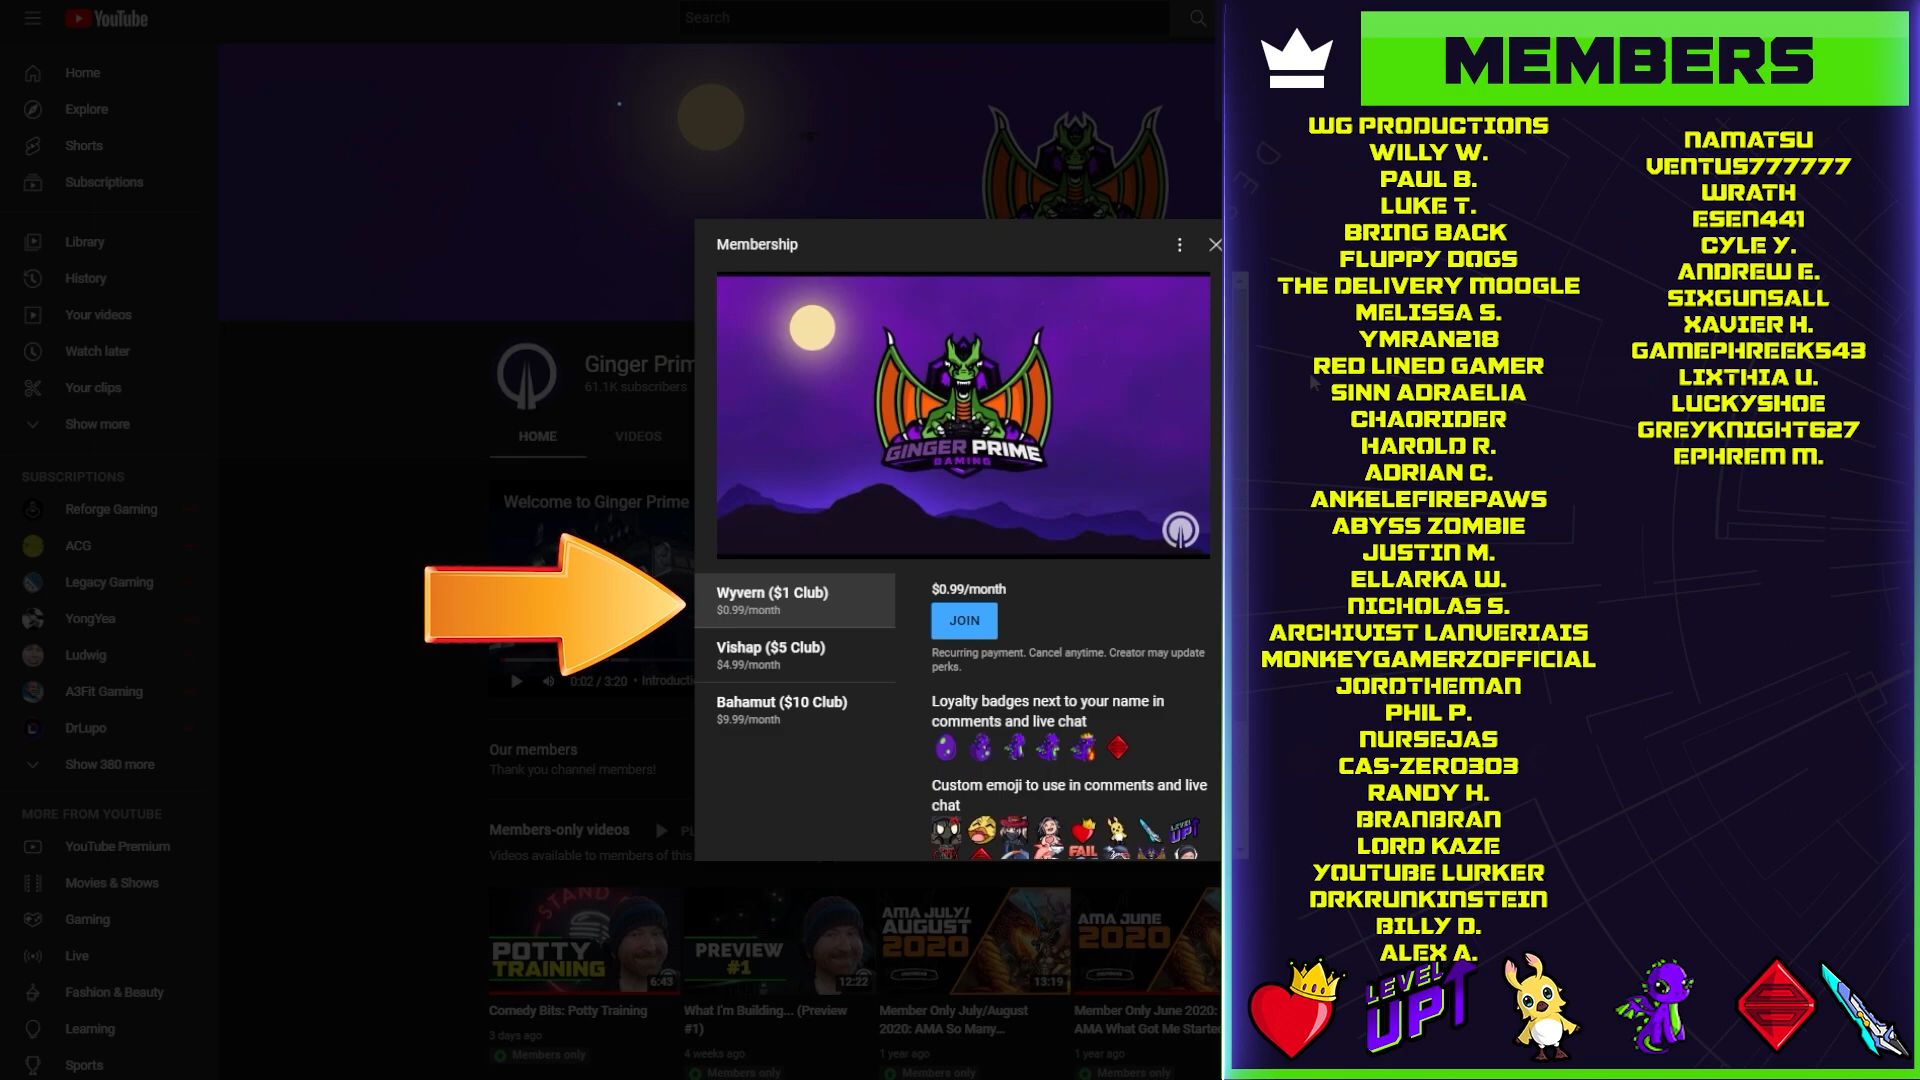 YouTube
Search
Home
Explore
Shorts
Subscriptions
Library
History
Your videos
Watch later
Your clips
Show more
SUBSCRIPTIONS
Reforge Gaming
ACG
Legacy Gaming
YongYea
Ludwig
A3Fit Gaming
DrLupo
Show 380 more
MORE FROM YOUTUBE
YouTube Premium
Movies & Shows
Gaming
Live
Fashion & Beauty
Learning
Sports
Ginger Prim
61.1K subscribers
HOME VIDEOS
Welcome to Ginger Prime
0:02 / 3:20 • Introducti
Our members
Thank you channel members!
Members-only videos PL
Videos available to members of this
STAND
POTTY
TRAINING
6:43
Comedy Bits: Potty Training
3 days ago
Members only
PREVIEW
#1
12:22
What I'm Building... (Preview
#1)
4 weeks ago
Members only
AMA JULY/
AUGUST
2020
13:19
Member Only July/August
2020: AMA So Many...
1 year ago
Members only
AMA JUNE
2020
Member Only June 2020:
AMA What Got Me Starte
1 year ago
Members only
Membership
GINGER PRIME
GAMING
Wyvern ($1 Club)
$0.99/month
Vishap ($5 Club)
$4.99/month
Bahamut ($10 Club)
$9.99/month
$0.99/month
JOIN
Recurring payment. Cancel anytime. Creator may update
perks.
Loyalty badges next to your name in
comments and live chat
Custom emoji to use in comments and live
chat
LEVEL
UP
FAIL
MEMBERS
WG PRODUCTIONS
WILLY W.
PAUL B.
LUKE T.
BRING BACK
FLUPPY DOGS
THE DELIVERY MOOGLE
MELISSA S.
YMRAN218
RED LINED GAMER
SINN ADRAELIA
CHAORIDER
HAROLD R.
ADRIAN C.
ANKELEFIREPAWS
ABYSS ZOMBIE
JUSTIN M.
ELLARKA W.
NICHOLAS S.
ARCHIVIST LANVERIAIS
MONKEYGAMERZOFFICIAL
JORDTHEMAN
PHIL P.
NURSEJAS
CAS-ZERO303
RANDY H.
BRANBRAN
LORD KAZE
YOUTUBE LURKER
DRKRUNKINSTEIN
BILLY D.
ALEX A.
NAMATSU
VENTUS777777
WRATH
ESEN441
CYLE Y.
ANDREW E.
SIXGUNSALL
XAVIER H.
GAMEPHREEK543
LIXTHIA U.
LUCKYSHOE
GREYKNIGHT627
EPHREM M.
LEVEL
UP